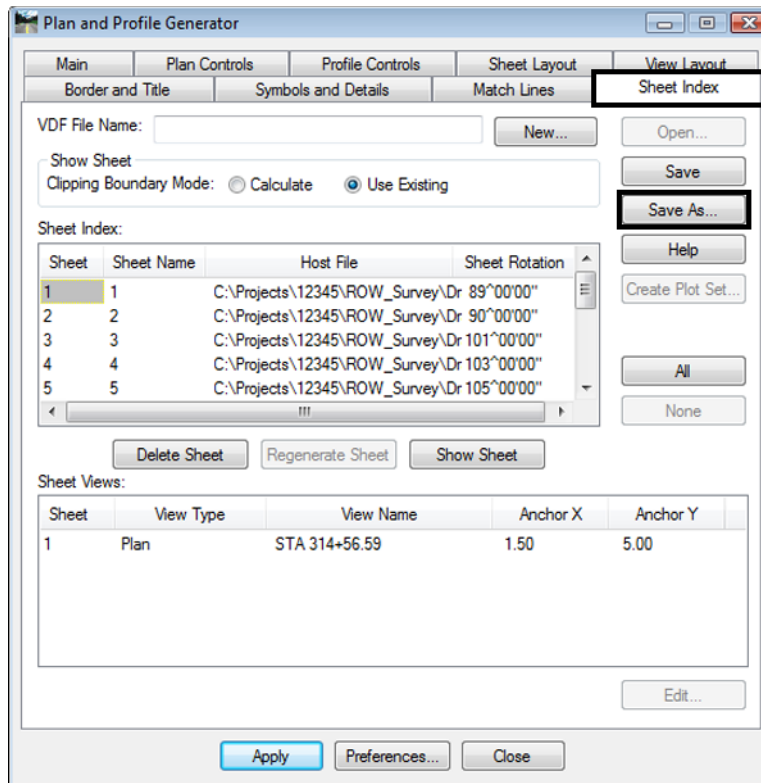 Plan and Profile Generator
Main Plan Controls Profile Controls Sheet Layout View Layout
Border and Title Symbols and Details Match Lines Sheet Index
VDF File Name: New... Open...
Show Sheet
Clipping Boundary Mode: Calculate Use Existing Save
Save As...
Sheet Index:
Help
Sheet Sheet Name Host File Sheet Rotation
Create Plot Set...
1 1 C:\Projects\12345\ROW_Survey\Dr 89^00'00"
2 2 C:\Projects\12345\ROW_Survey\Dr 90^00'00"
3 3 C:\Projects\12345\ROW_Survey\Dr 101^00'00"
4 4 C:\Projects\12345\ROW_Survey\Dr 103^00'00"
5 5 C:\Projects\12345\ROW_Survey\Dr 105^00'00"
All
None
Delete Sheet Regenerate Sheet Show Sheet
Sheet Views:
Sheet View Type View Name Anchor X Anchor Y
1 Plan STA 314+56.59 1.50 5.00
Edit...
Apply Preferences... Close